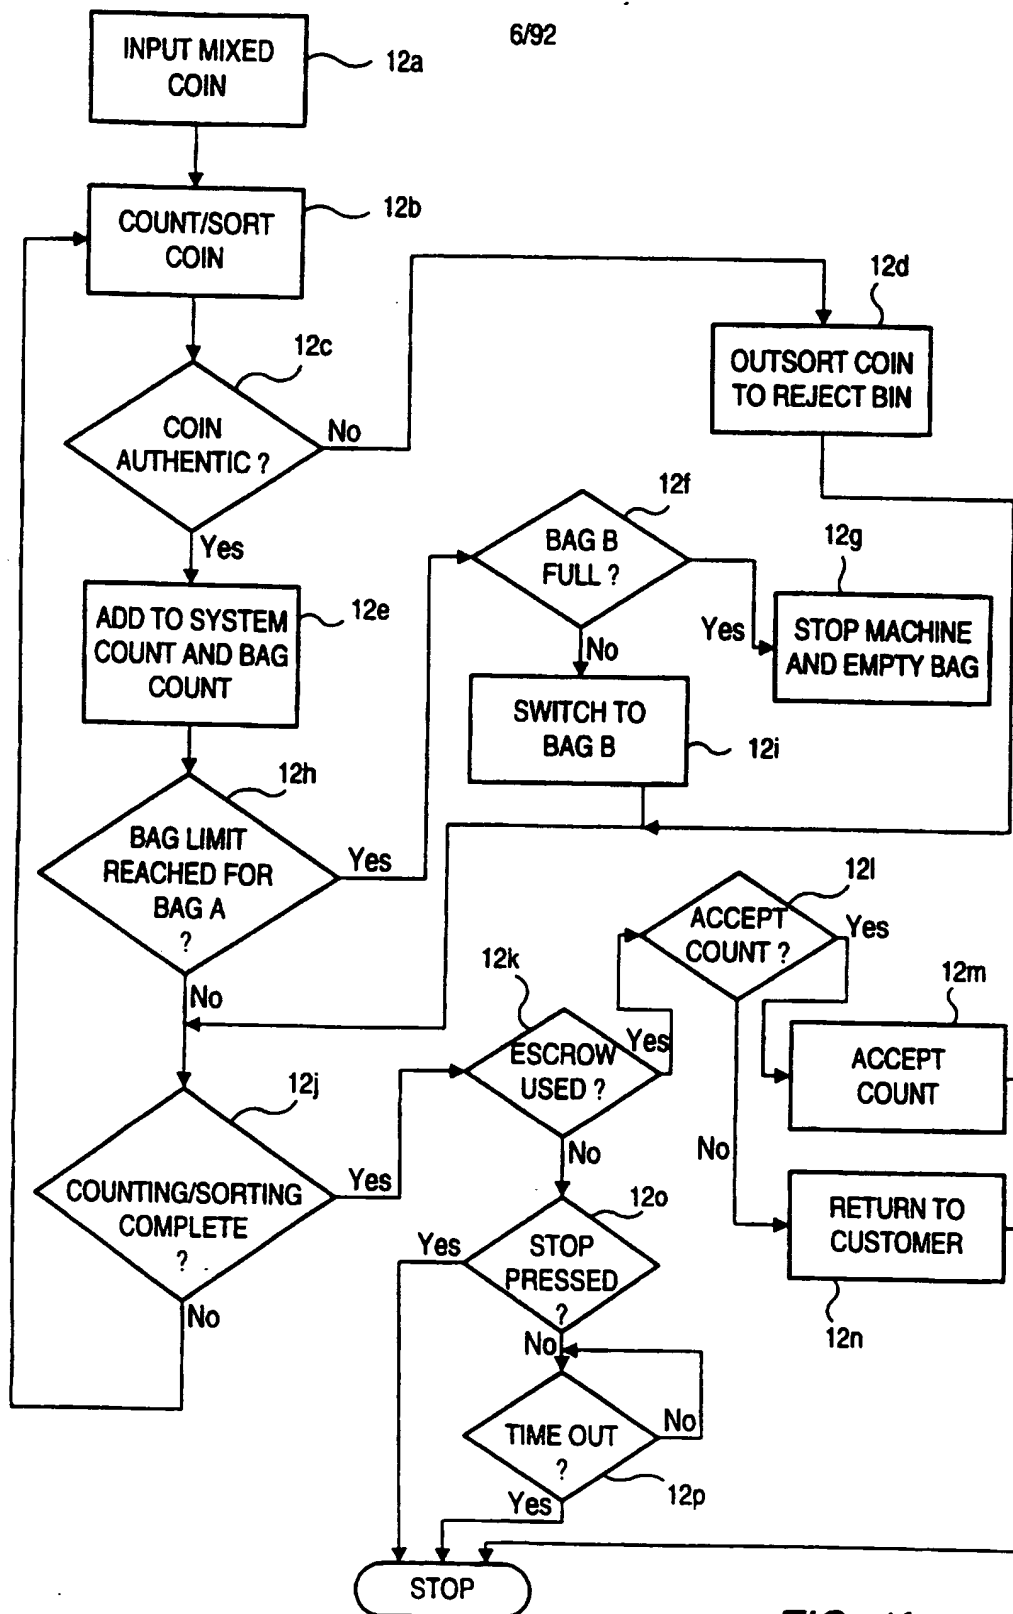 6/92
INPUT MIXED
COIN
12a
COUNT/SORT
COIN
12b
12c
COIN
AUTHENTIC ?
No
Yes
12d
OUTSORT COIN
TO REJECT BIN
ADD TO SYSTEM
COUNT AND BAG
COUNT
12e
12f
BAG B
FULL ?
Yes
No
12g
STOP MACHINE
AND EMPTY BAG
SWITCH TO
BAG B
12i
12h
BAG LIMIT
REACHED FOR
BAG A
?
Yes
No
12j
COUNTING/SORTING
COMPLETE
?
Yes
No
12k
ESCROW
USED ?
Yes
No
12l
ACCEPT
COUNT ?
Yes
No
12m
ACCEPT
COUNT
RETURN TO
CUSTOMER
12n
12o
STOP
PRESSED
?
Yes
No
TIME OUT
?
No
12p
Yes
STOP